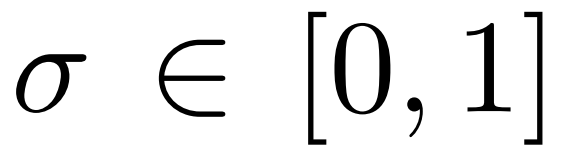 σ ∈ [0, 1]